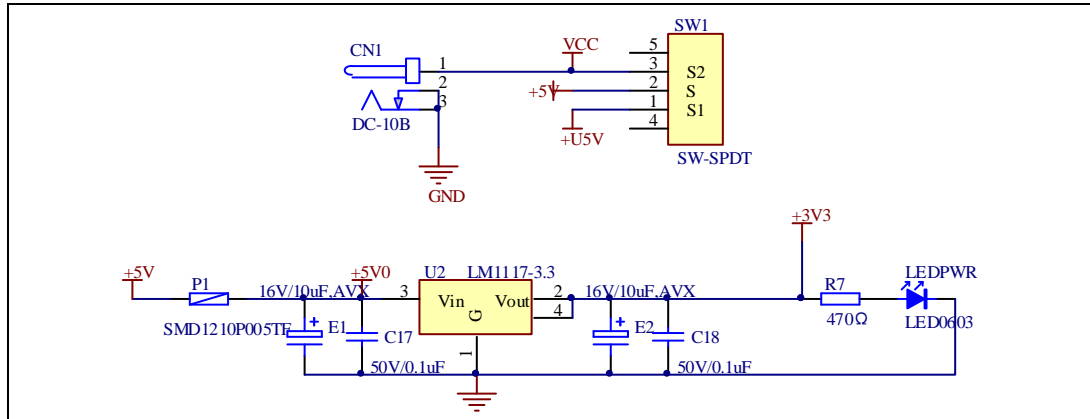 SW1
CN1
VCC
5
1
3
S2
2
+5V
2
S
3
1
S1
DC-10B
4
+U5V
SW-SPDT
GND
+3V3
+5V
P1
+5V0
U2
LM1117-3.3
R7
LEDPWR
16V/10uF,AVX
3
Vin
Vout
2
16V/10uF,AVX
4
G
SMD1210P005TF
+
E1
C17
+
E2
C18
470Ω
LED0603
1
50V/0.1uF
50V/0.1uF